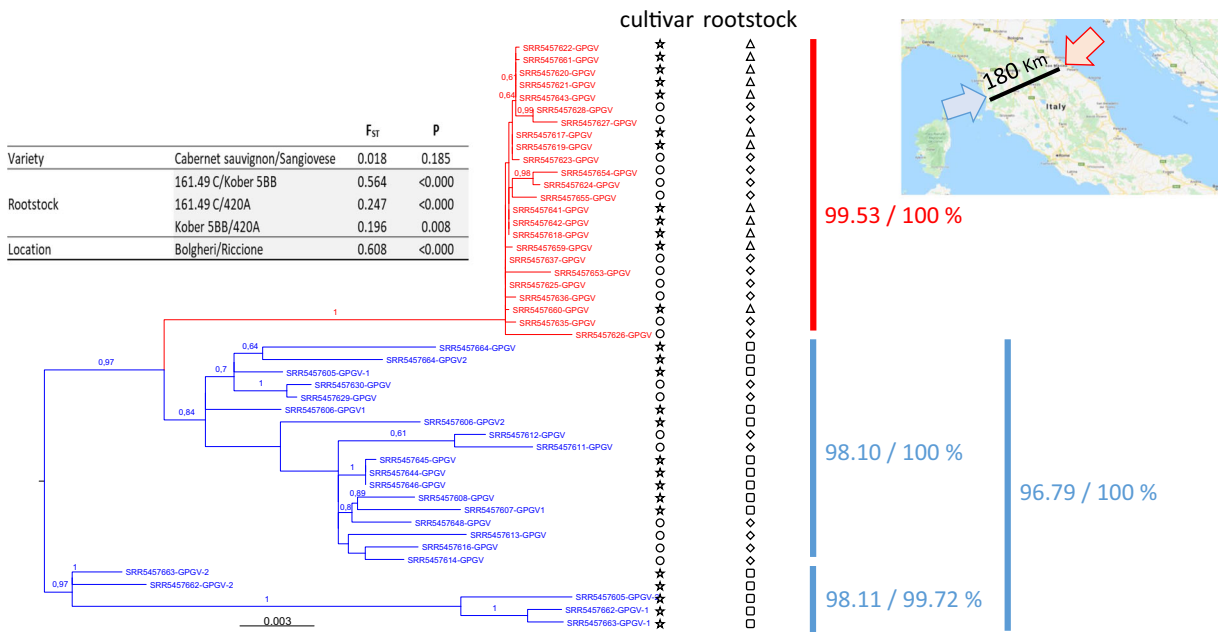 cultivar rootstock
F_ST P
Variety Cabernet sauvignon/Sangiovese 0.018 0.185
161.49 C/Kober 5BB 0.564 <0.000
Rootstock 161.49 C/420A 0.247 <0.000
Kober 5BB/420A 0.196 0.008
Location Bolgheri/Riccione 0.608 <0.000
SRR5457622-GPGV
SRR5457661-GPGV
0,61 SRR5457620-GPGV
SRR5457621-GPGV
0,64 SRR5457643-GPGV
0,99 SRR5457628-GPGV
SRR5457627-GPGV
SRR5457617-GPGV
SRR5457619-GPGV
SRR5457623-GPGV
0,98 SRR5457654-GPGV
SRR5457624-GPGV
SRR5457655-GPGV
SRR5457641-GPGV
SRR5457642-GPGV
SRR5457618-GPGV
SRR5457659-GPGV
SRR5457637-GPGV
SRR5457653-GPGV
SRR5457625-GPGV
SRR5457636-GPGV
SRR5457660-GPGV
1 SRR5457635-GPGV
SRR5457626-GPGV
0,64 SRR5457664-GPGV
0,97 SRR5457664-GPGV2
0,7 SRR5457605-GPGV-1
1 SRR5457630-GPGV
SRR5457629-GPGV
0,84 SRR5457606-GPGV1
SRR5457606-GPGV2
0,61 SRR5457612-GPGV
SRR5457611-GPGV
SRR5457645-GPGV
1 SRR5457644-GPGV
SRR5457646-GPGV
0,89 SRR5457608-GPGV
0,8 SRR5457607-GPGV1
SRR5457648-GPGV
SRR5457613-GPGV
SRR5457616-GPGV
SRR5457614-GPGV
1 SRR5457663-GPGV-2
0,97 SRR5457662-GPGV-2
1 SRR5457605-GPGV-2
1 SRR5457662-GPGV-1
SRR5457663-GPGV-1
0.003
99.53 / 100 %
98.10 / 100 %
96.79 / 100 %
98.11 / 99.72 %
180 Km
Italy